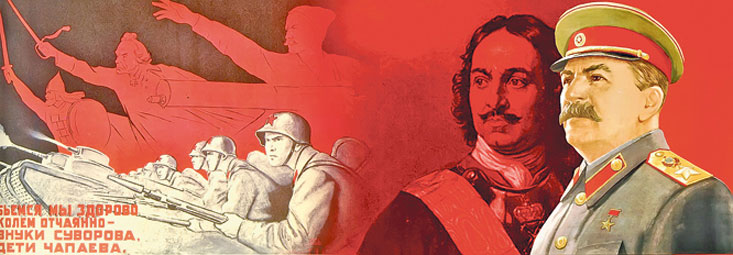 БЬЕМСЯ МЫ ЗДОРОВО,
КОЛЕМ ОТЧАЯННО-
ВНУКИ СУВОРОВА,
ДЕТИ ЧАПАЕВА.